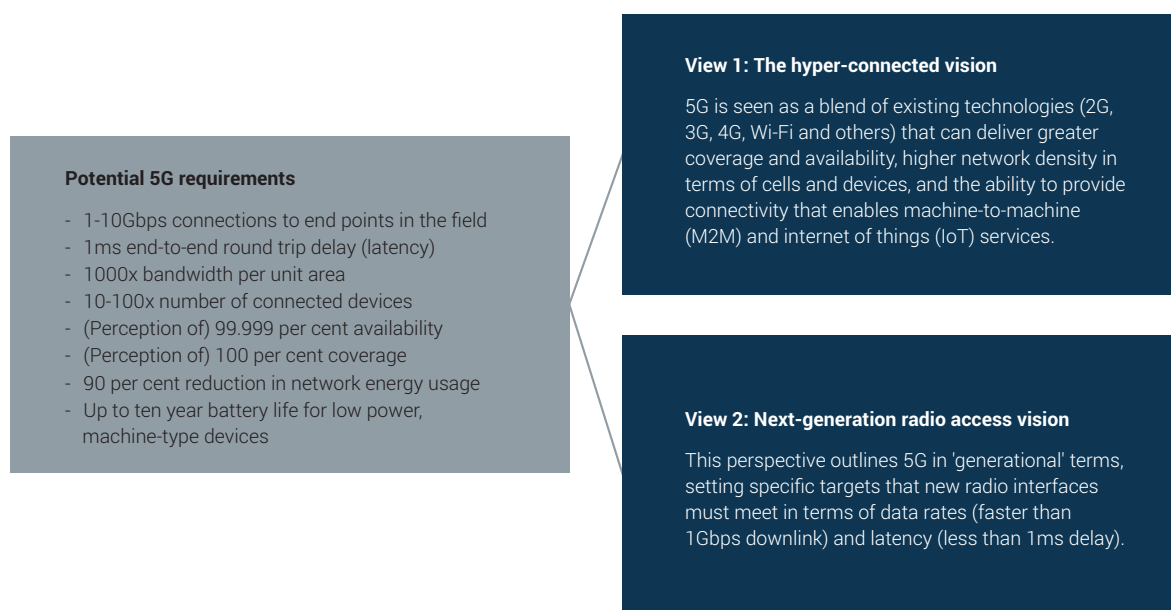 Potential 5G requirements
- 1-10Gbps connections to end points in the field
- 1ms end-to-end round trip delay (latency)
- 1000x bandwidth per unit area
- 10-100x number of connected devices
- (Perception of) 99.999 per cent availability
- (Perception of) 100 per cent coverage
- 90 per cent reduction in network energy usage
- Up to ten year battery life for low power,
machine-type devices
View 1: The hyper-connected vision
5G is seen as a blend of existing technologies (2G,
3G, 4G, Wi-Fi and others) that can deliver greater
coverage and availability, higher network density in
terms of cells and devices, and the ability to provide
connectivity that enables machine-to-machine
(M2M) and internet of things (IoT) services.
View 2: Next-generation radio access vision
This perspective outlines 5G in 'generational' terms,
setting specific targets that new radio interfaces
must meet in terms of data rates (faster than
1Gbps downlink) and latency (less than 1ms delay).